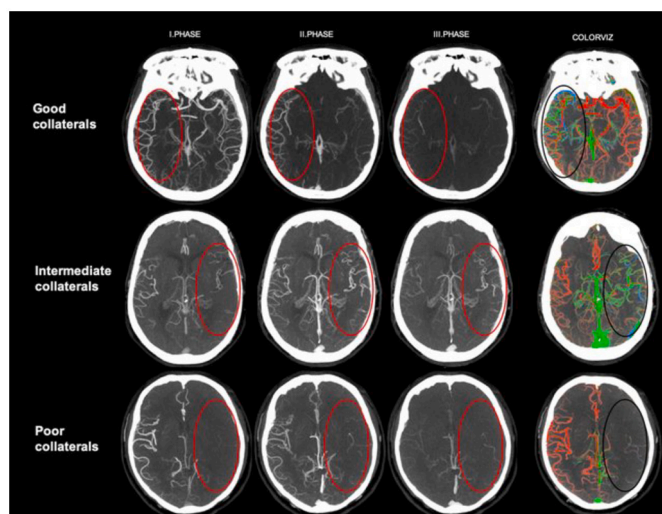 I.PHASE II.PHASE III.PHASE COLORVIZ
Good
collaterals
Intermediate
collaterals
Poor
collaterals